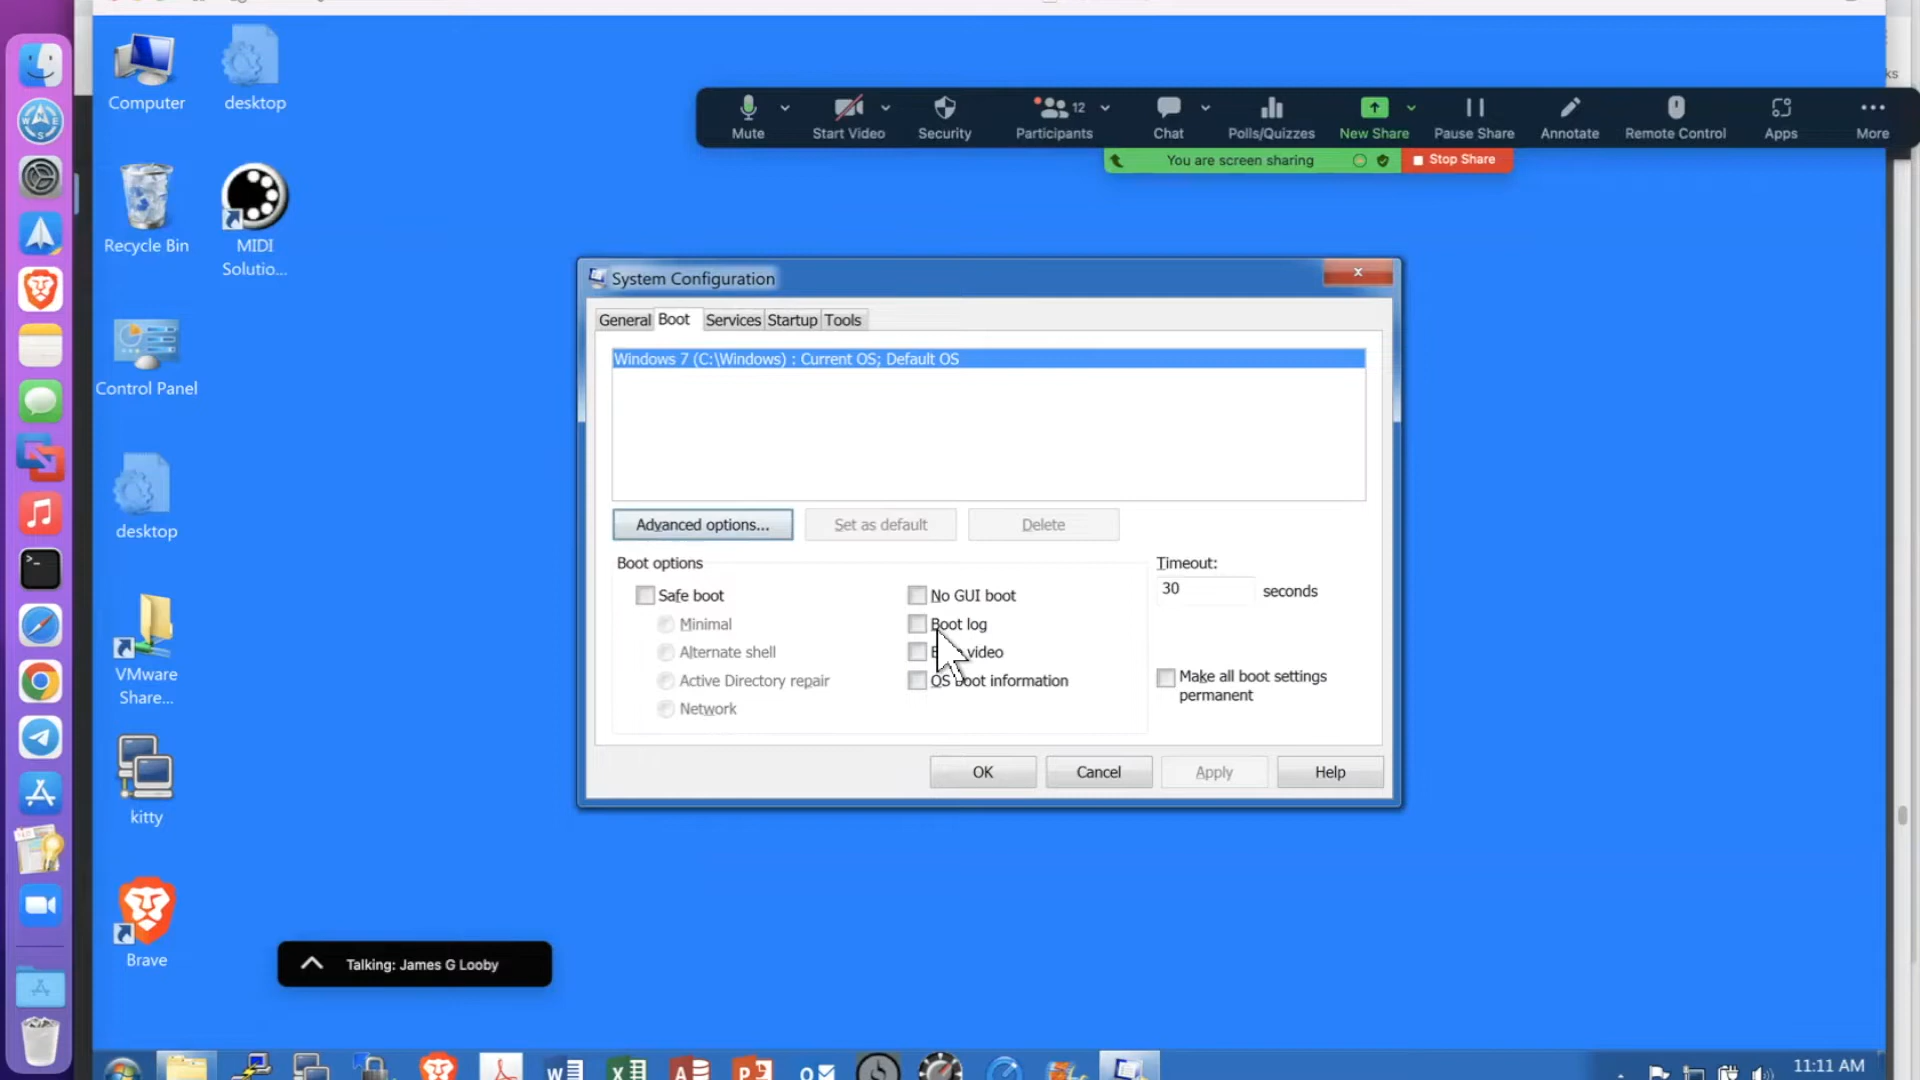 ks
Computer
desktop
Recycle Bin
MIDI
Solutio...
Control Panel
desktop
VMware
Share...
kitty
Brave
Mute
Start Video
Security
12
Participants
Chat
Polls/Quizzes
New Share
Pause Share
Annotate
Remote Control
Apps
More
You are screen sharing
Stop Share
System Configuration
General
Boot
Services
Startup
Tools
Windows 7 (C:\Windows) : Current OS; Default OS
Advanced options...
Set as default
Delete
Boot options
Safe boot
Minimal
Alternate shell
Active Directory repair
Network
No GUI boot
Boot log
video
OS boot information
Timeout:
30
seconds
Make all boot settings
permanent
OK
Cancel
Apply
Help
Talking: James G Looby
11:11 AM